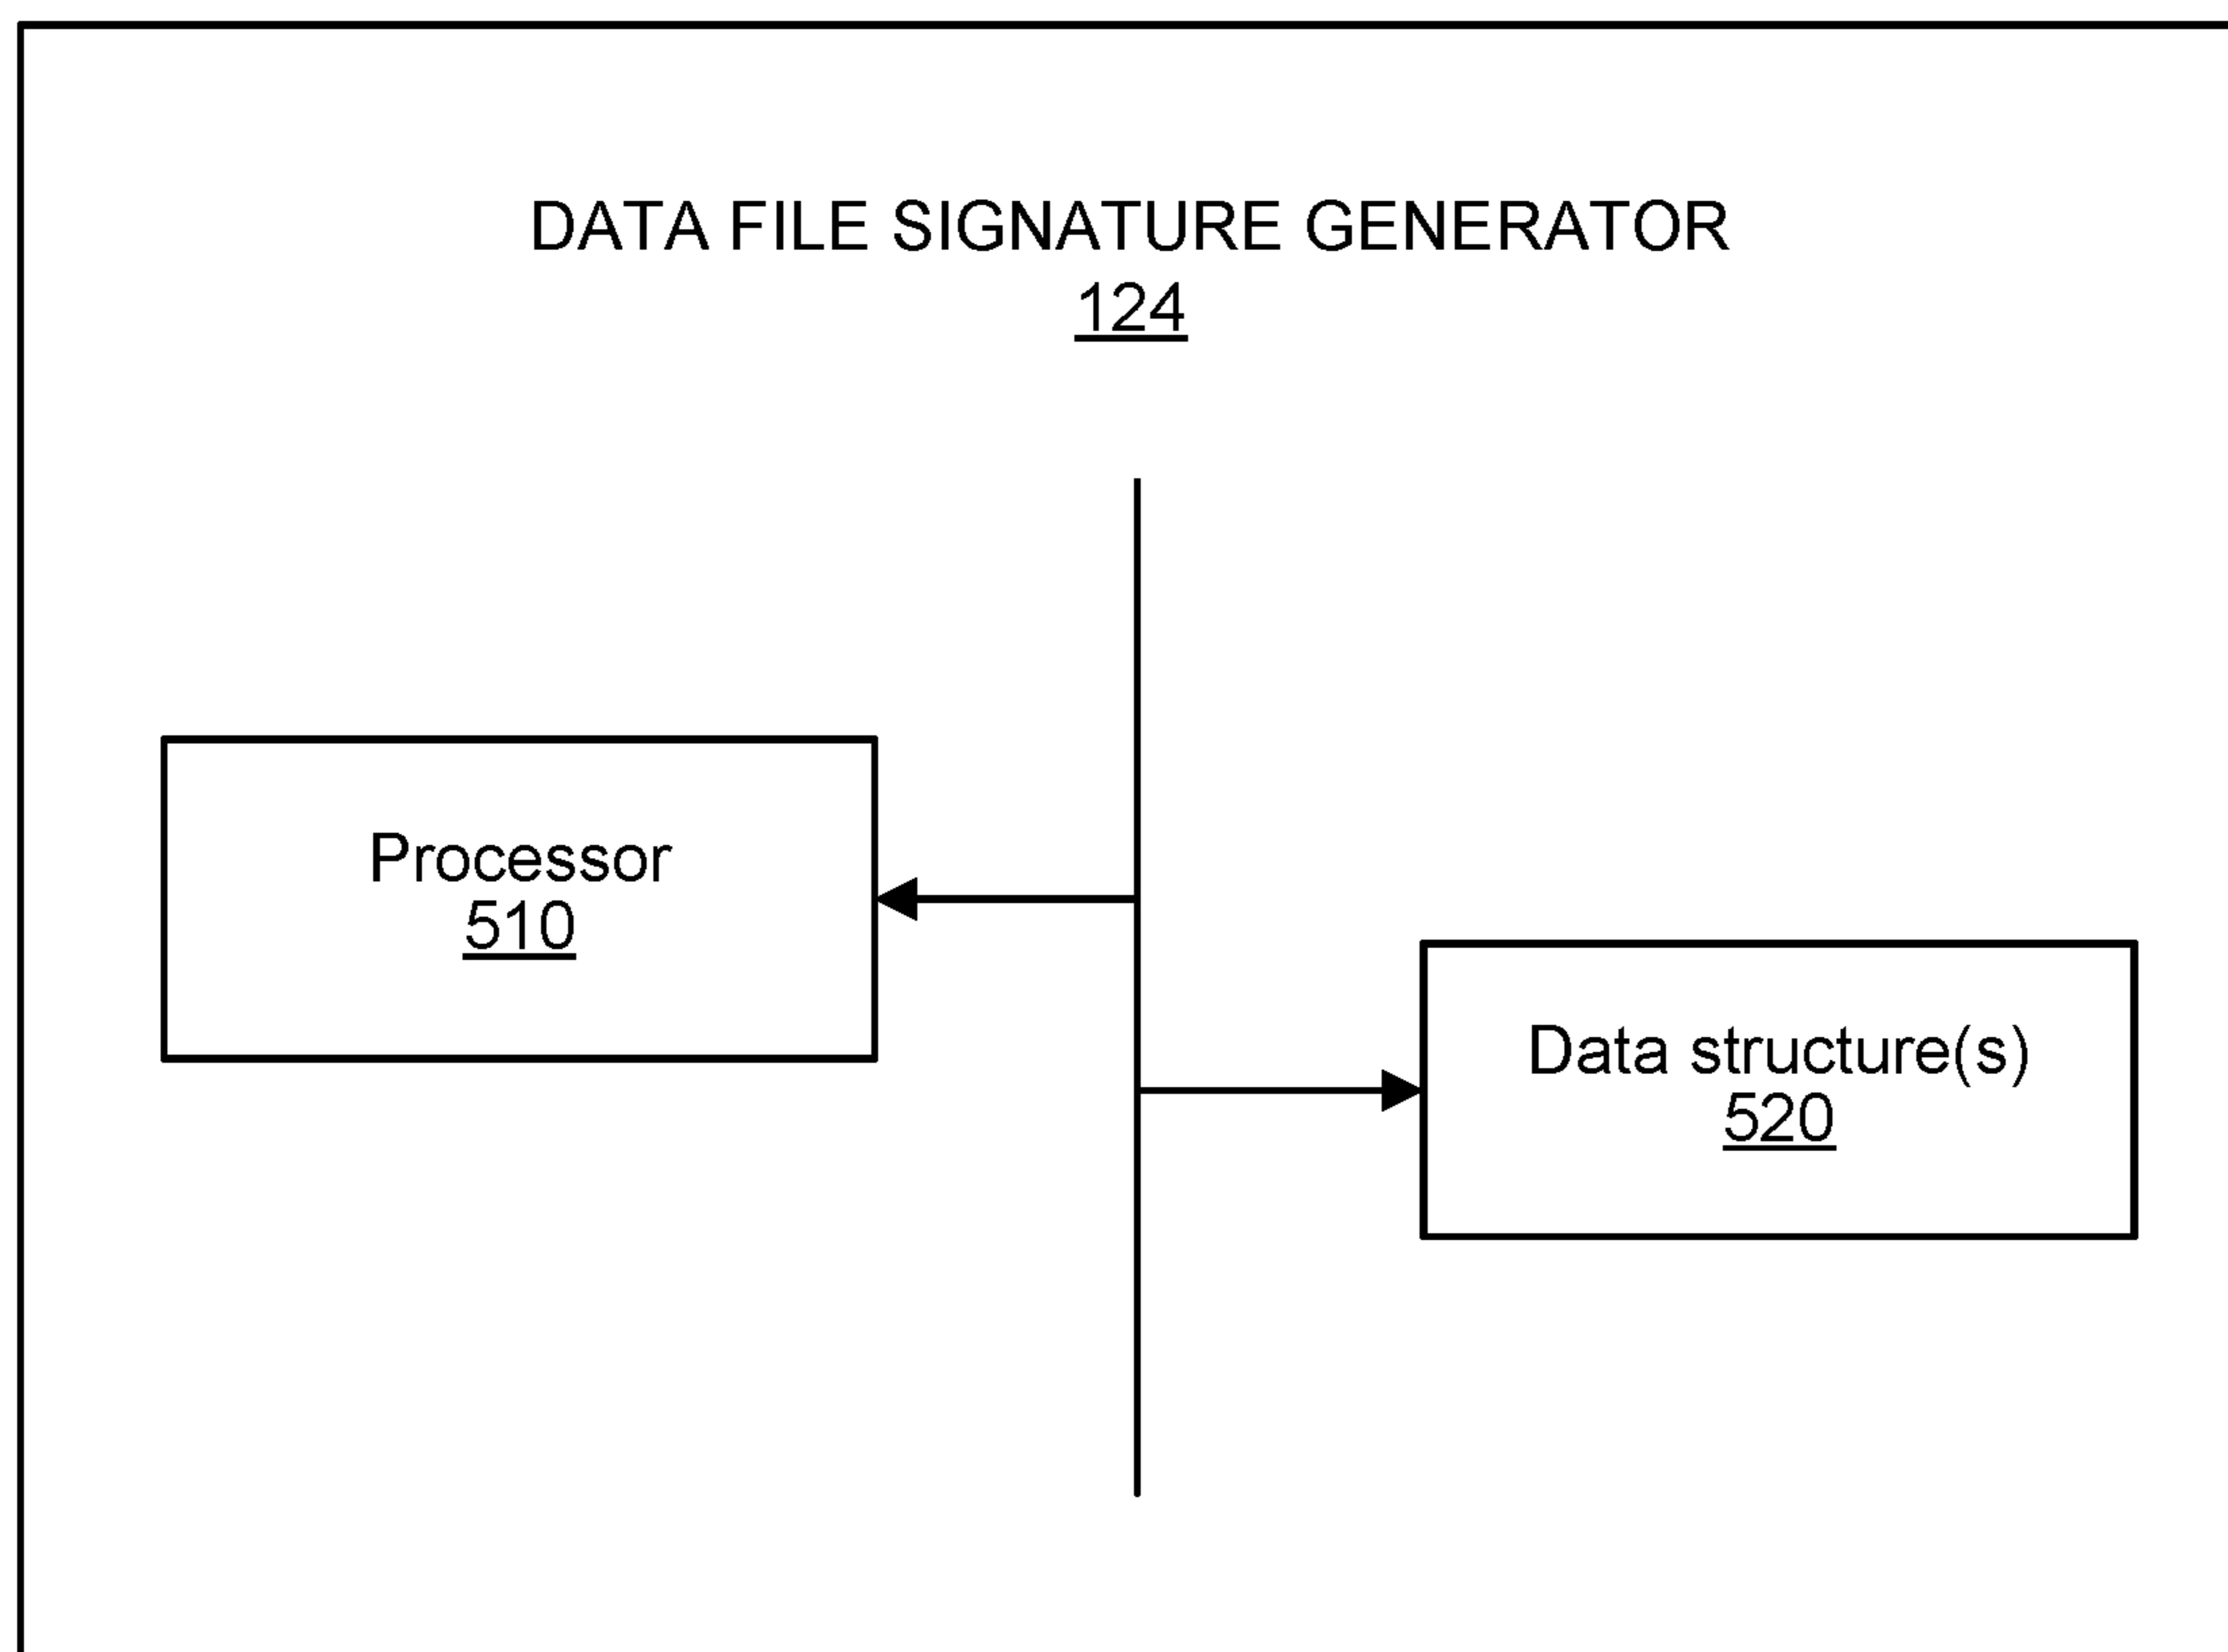 DATA FILE SIGNATURE GENERATOR
124
Processor
510
Data structure(s)
520